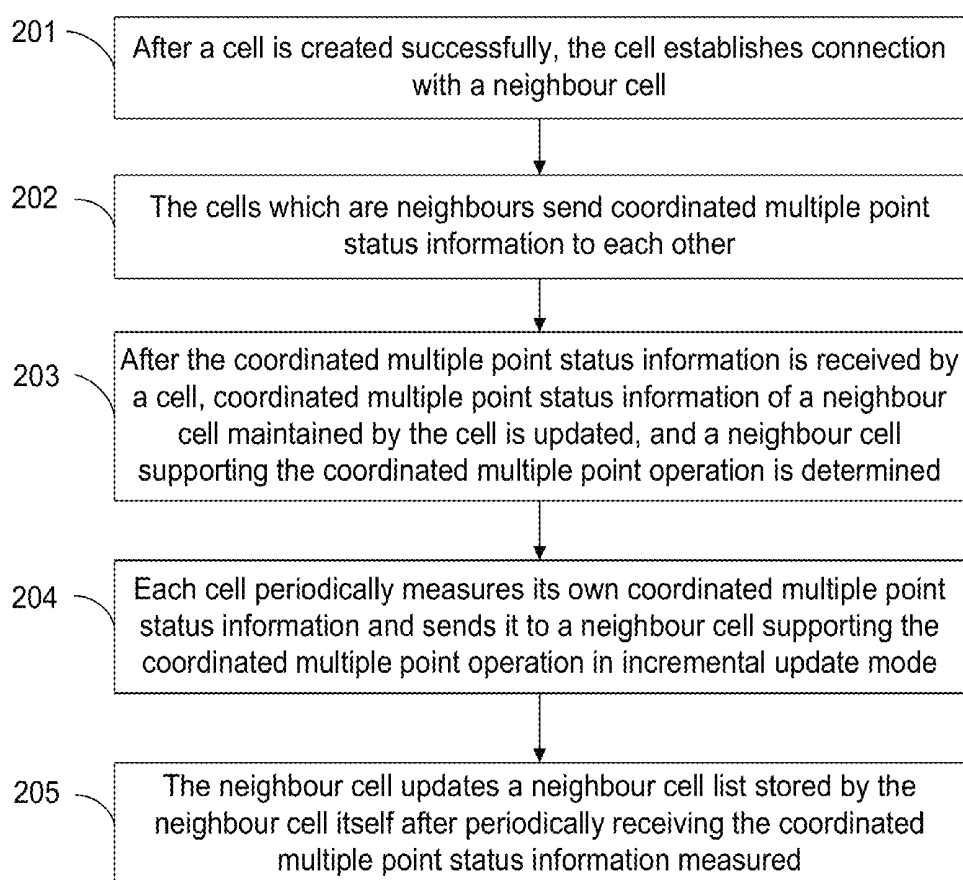 201
After a cell is created successfully, the cell establishes connection
with a neighbour cell
202
The cells which are neighbours send coordinated multiple point
status information to each other
203
After the coordinated multiple point status information is received by
a cell, coordinated multiple point status information of a neighbour
cell maintained by the cell is updated, and a neighbour cell
supporting the coordinated multiple point operation is determined
204
Each cell periodically measures its own coordinated multiple point
status information and sends it to a neighbour cell supporting the
coordinated multiple point operation in incremental update mode
205
The neighbour cell updates a neighbour cell list stored by the
neighbour cell itself after periodically receiving the coordinated
multiple point status information measured